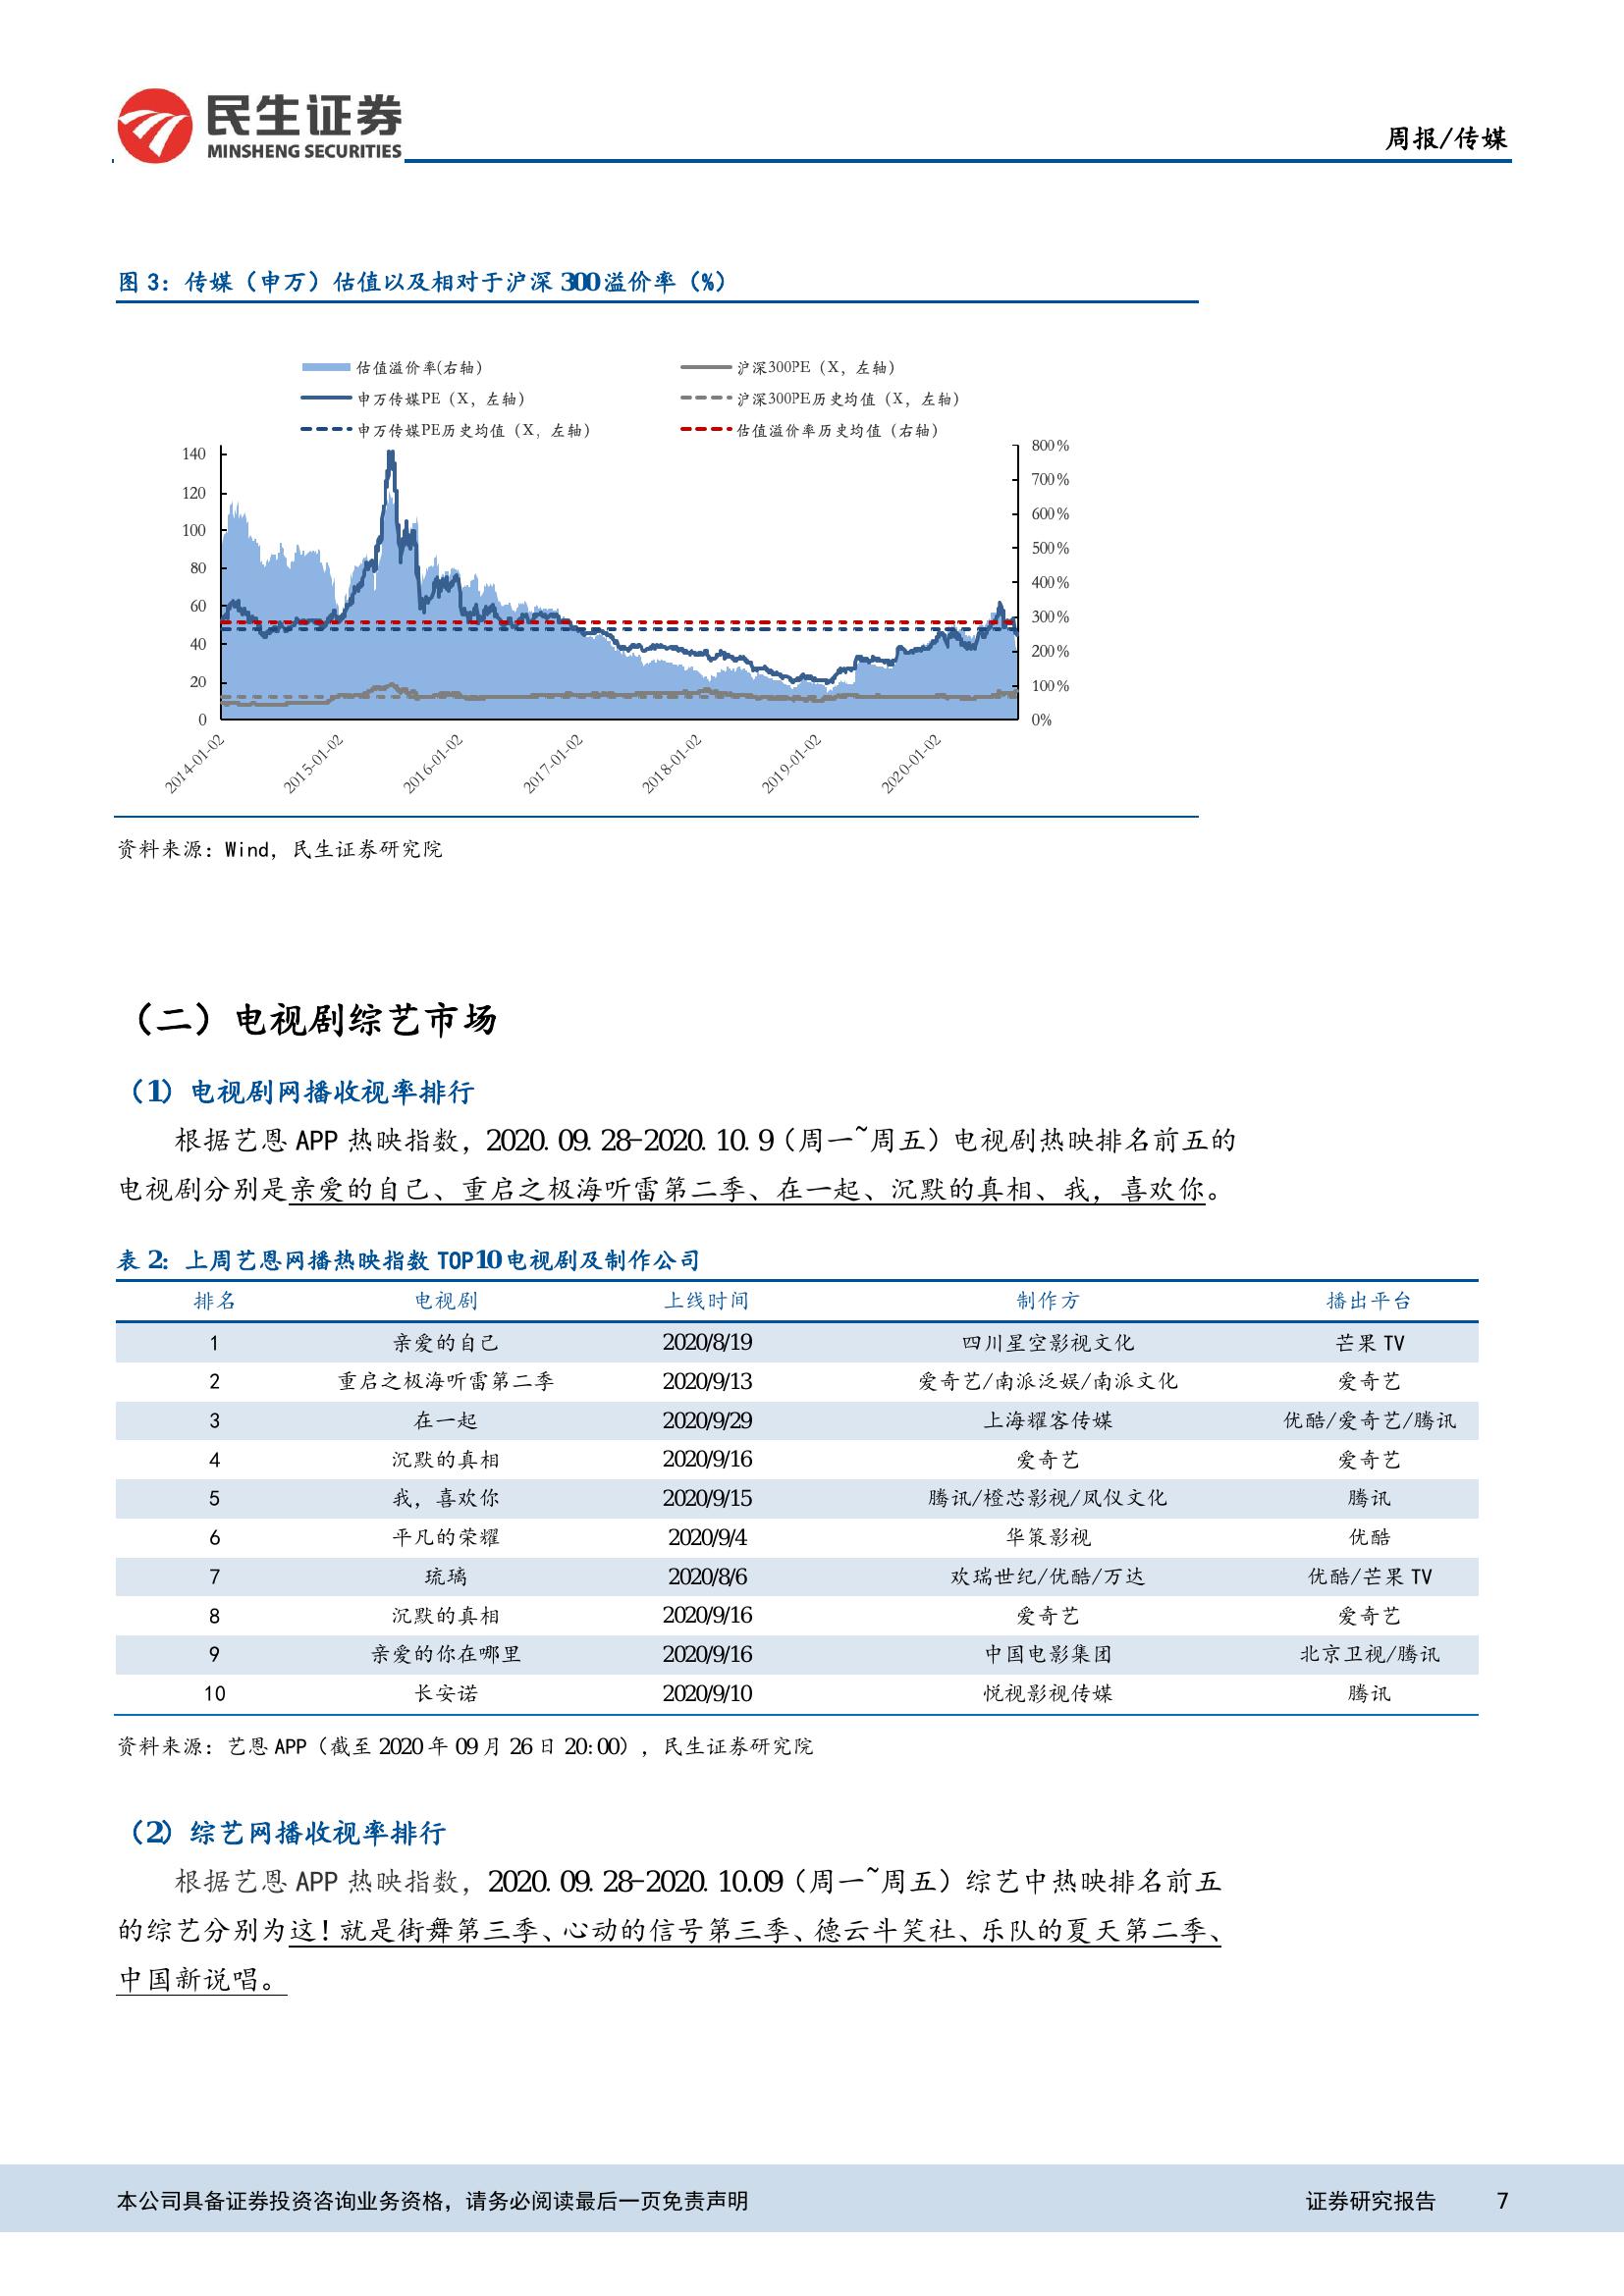 民生证券
MINSHENG SECURITIES
周报/传媒
图 3：传媒（申万）估值以及相对于沪深 300 溢价率（%）
估值溢价率(右轴)
沪深300PE（X，左轴）
申万传媒PE（X，左轴）
沪深300PE历史均值（X，左轴）
申万传媒PE历史均值（X，左轴）
估值溢价率历史均值（右轴）
140
120
100
80
60
40
20
0
800%
700%
600%
500%
400%
300%
200%
100%
0%
2014-01-02
2015-01-02
2016-01-02
2017-01-02
2018-01-02
2019-01-02
2020-01-02
资料来源：Wind，民生证券研究院
（二）电视剧综艺市场
（1）电视剧网播收视率排行
根据艺恩 APP 热映指数，2020.09.28-2020.10.9（周一~周五）电视剧热映排名前五的
电视剧分别是亲爱的自己、重启之极海听雷第二季、在一起、沉默的真相、我，喜欢你。
表 2：上周艺恩网播热映指数 TOP10 电视剧及制作公司
排名 电视剧 上线时间 制作方 播出平台
1 亲爱的自己 2020/8/19 四川星空影视文化 芒果 TV
2 重启之极海听雷第二季 2020/9/13 爱奇艺/南派泛娱/南派文化 爱奇艺
3 在一起 2020/9/29 上海耀客传媒 优酷/爱奇艺/腾讯
4 沉默的真相 2020/9/16 爱奇艺 爱奇艺
5 我，喜欢你 2020/9/15 腾讯/橙芯影视/凤仪文化 腾讯
6 平凡的荣耀 2020/9/4 华策影视 优酷
7 琉璃 2020/8/6 欢瑞世纪/优酷/万达 优酷/芒果 TV
8 沉默的真相 2020/9/16 爱奇艺 爱奇艺
9 亲爱的你在哪里 2020/9/16 中国电影集团 北京卫视/腾讯
10 长安诺 2020/9/10 悦视影视传媒 腾讯
资料来源：艺恩 APP（截至 2020 年 09 月 26 日 20:00），民生证券研究院
（2）综艺网播收视率排行
根据艺恩 APP 热映指数，2020.09.28-2020.10.09（周一~周五）综艺中热映排名前五
的综艺分别为这！就是街舞第三季、心动的信号第三季、德云斗笑社、乐队的夏天第二季、
中国新说唱。
本公司具备证券投资咨询业务资格，请务必阅读最后一页免责声明
证券研究报告 7